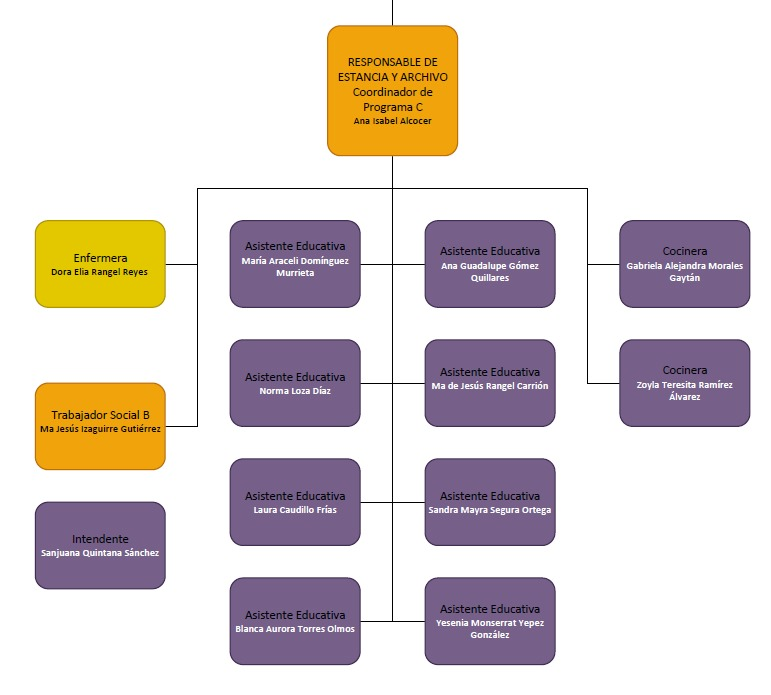 RESPONSABLE DE
ESTANCIA Y ARCHIVO
Coordinador de
Programa C
Ana Isabel Alcocer
Enfermera
Dora Elia Rangel Reyes
Asistente Educativa
María Araceli Domínguez
Murrieta
Asistente Educativa
Ana Guadalupe Gómez
Quillares
Cocinera
Gabriela Alejandra Morales
Gaytán
Asistente Educativa
Norma Loza Díaz
Asistente Educativa
Ma de Jesús Rangel Carrión
Cocinera
Zoyla Teresita Ramírez
Álvarez
Trabajador Social B
Ma Jesús Izaguirre Gutiérrez
Asistente Educativa
Laura Caudillo Frías
Asistente Educativa
Sandra Mayra Segura Ortega
Intendente
Sanjuana Quintana Sánchez
Asistente Educativa
Blanca Aurora Torres Olmos
Asistente Educativa
Yesenia Monserrat Yepez
González